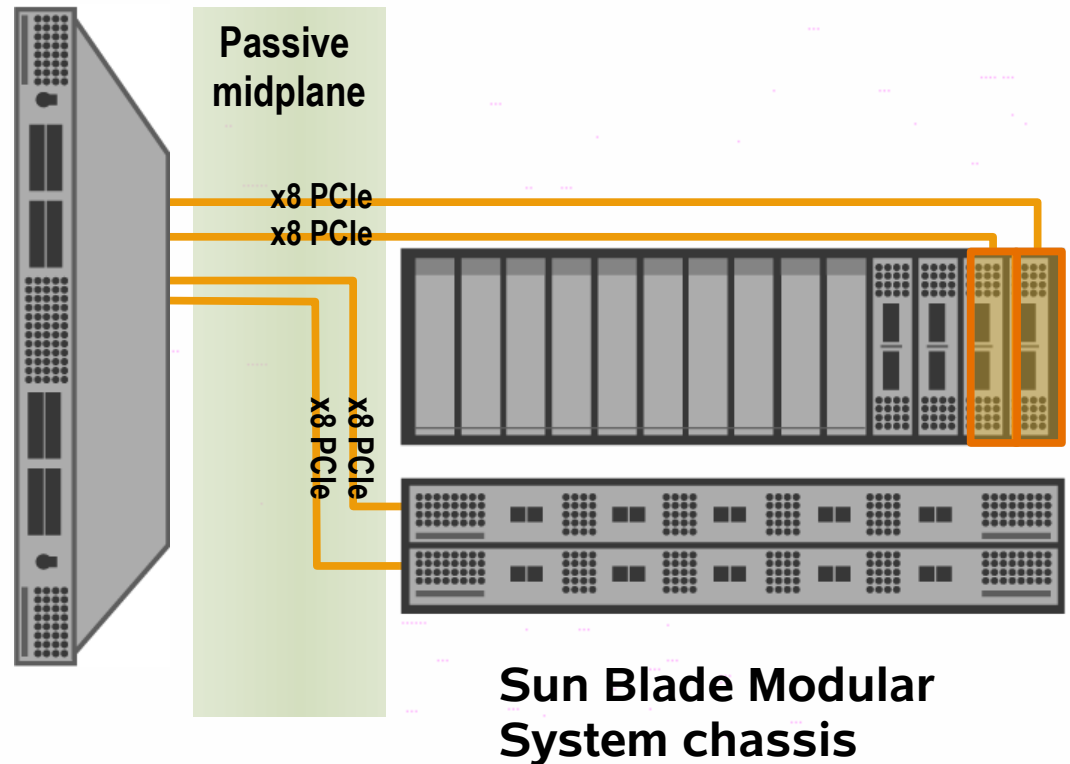 Passive
midplane
x8 PCIe
x8 PCIe
x8 PCIe
x8 PCIe
Sun Blade Modular
System chassis